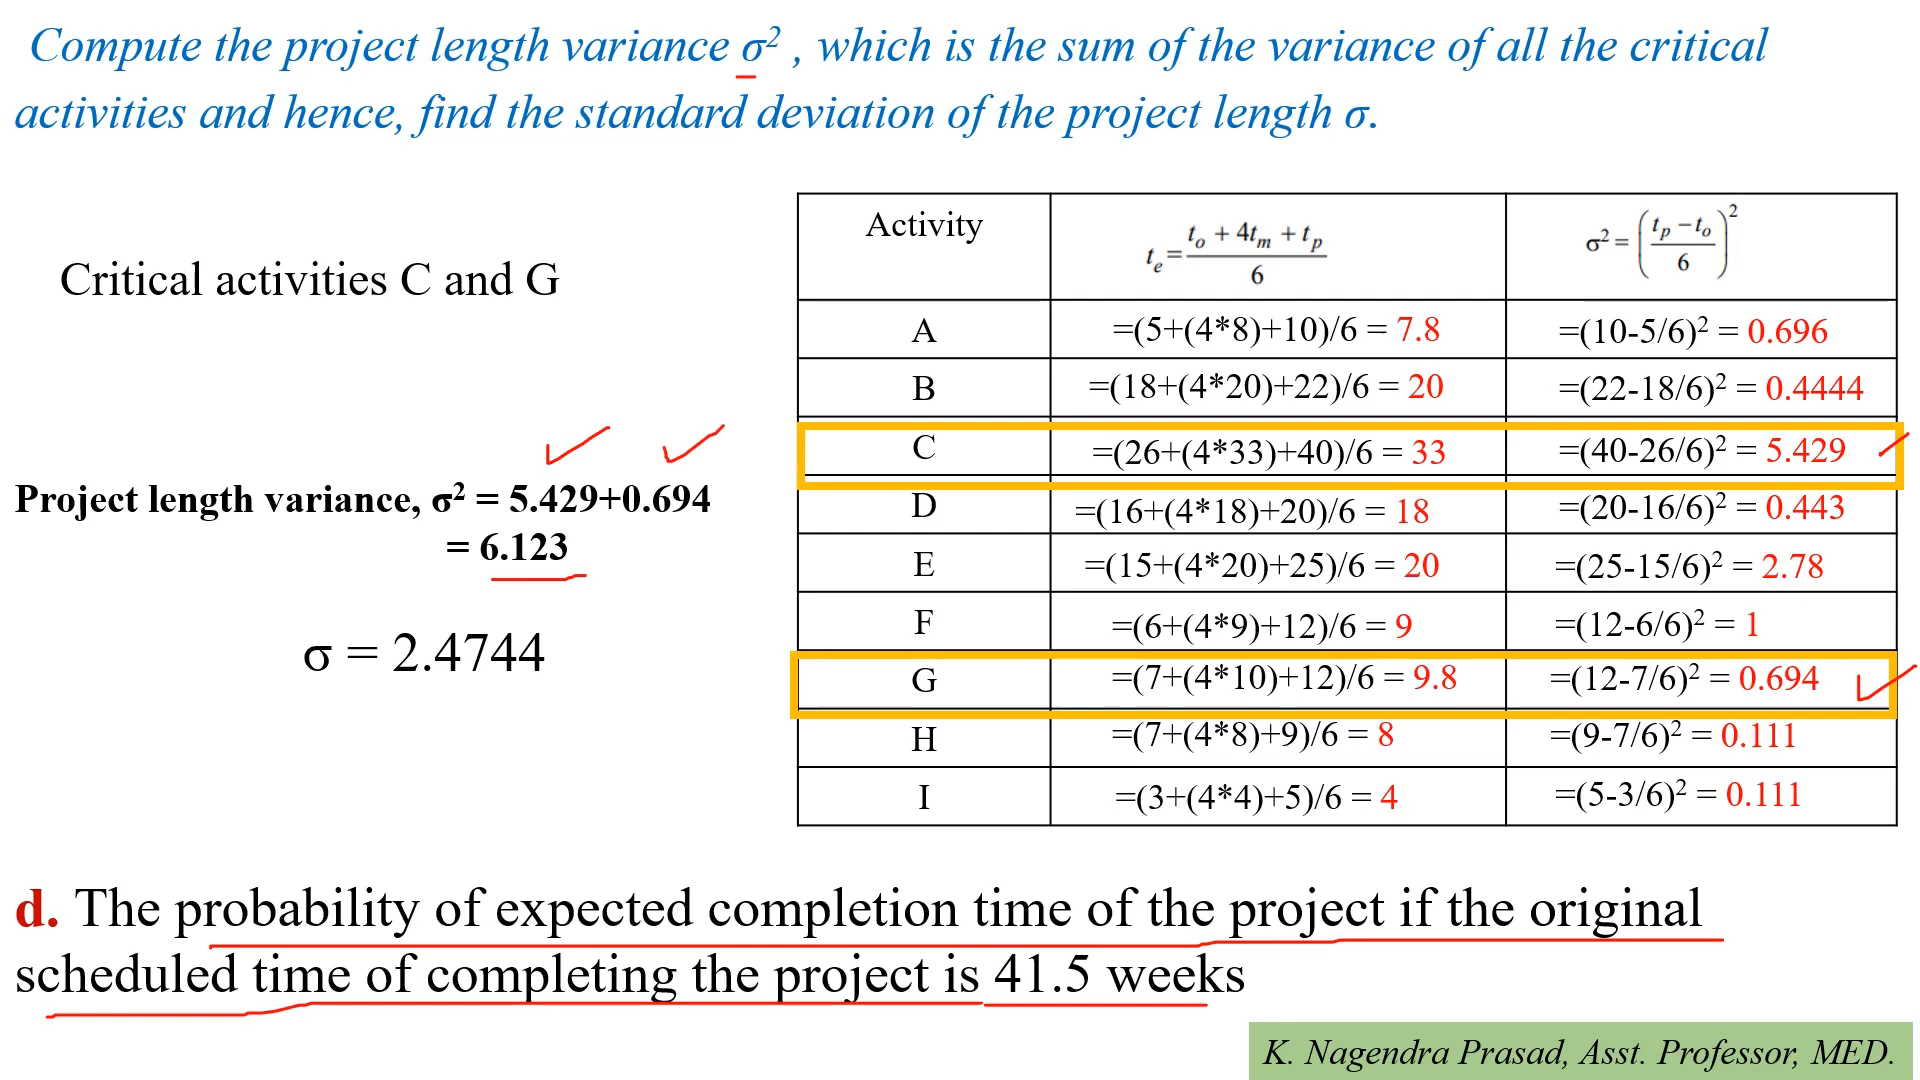 Compute the project length variance σ² , which is the sum of the variance of all the critical
activities and hence, find the standard deviation of the project length σ.
Critical activities C and G
Project length variance, σ² = 5.429+0.694
= 6.123
σ = 2.4744
Activity tₑ = (tₒ + 4tₘ + tₚ)/6 σ² = ((tₚ − tₒ)/6)²
A =(5+(4*8)+10)/6 = 7.8 =(10-5/6)² = 0.696
B =(18+(4*20)+22)/6 = 20 =(22-18/6)² = 0.4444
C =(26+(4*33)+40)/6 = 33 =(40-26/6)² = 5.429
D =(16+(4*18)+20)/6 = 18 =(20-16/6)² = 0.443
E =(15+(4*20)+25)/6 = 20 =(25-15/6)² = 2.78
F =(6+(4*9)+12)/6 = 9 =(12-6/6)² = 1
G =(7+(4*10)+12)/6 = 9.8 =(12-7/6)² = 0.694
H =(7+(4*8)+9)/6 = 8 =(9-7/6)² = 0.111
I =(3+(4*4)+5)/6 = 4 =(5-3/6)² = 0.111
d. The probability of expected completion time of the project if the original
scheduled time of completing the project is 41.5 weeks
K. Nagendra Prasad, Asst. Professor, MED.